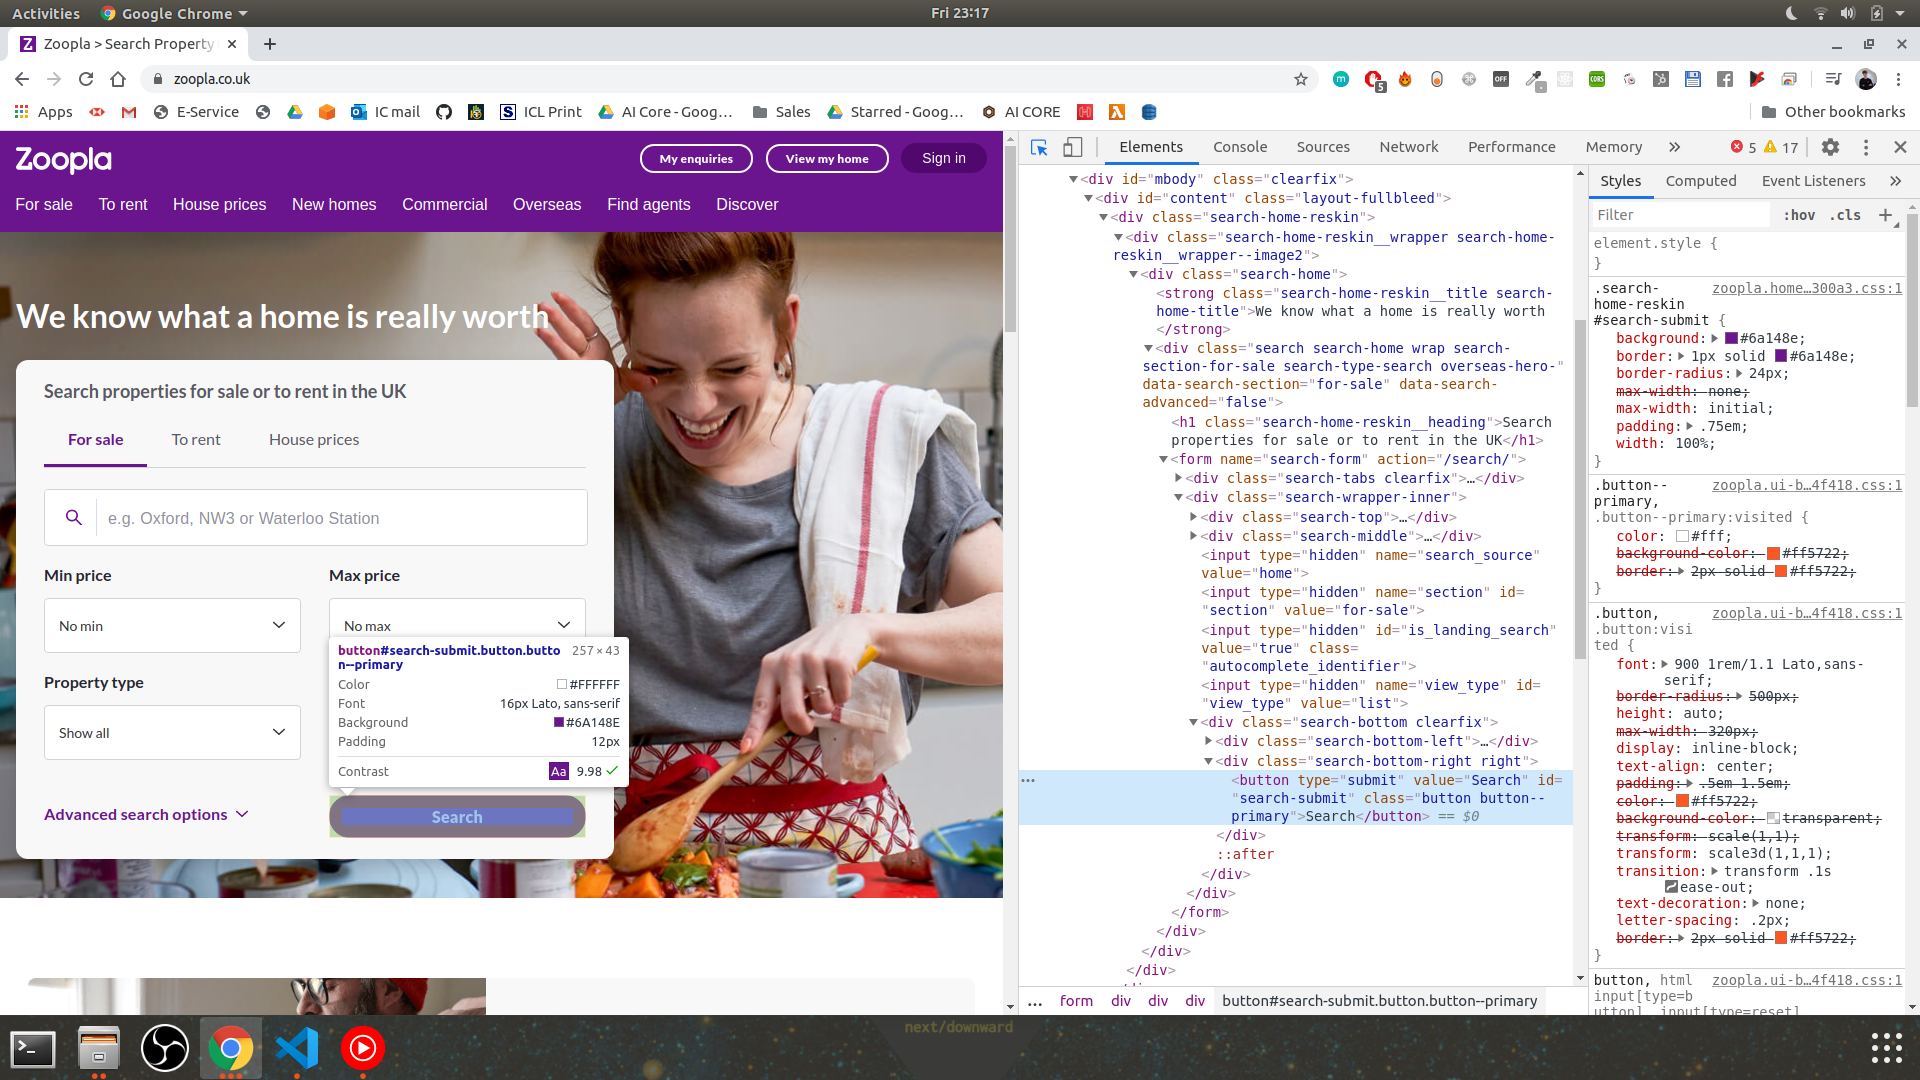 Activities Google Chrome Fri 23:17
Zoopla > Search Property
zoopla.co.uk
5 OFF CORS
Apps E-Service IC mail ICL Print AI Core - Goog… Sales Starred - Goog… AI CORE Other bookmarks
Zoopla My enquiries View my home Sign in
For sale To rent House prices New homes Commercial Overseas Find agents Discover
We know what a home is really worth
Search properties for sale or to rent in the UK
For sale To rent House prices
e.g. Oxford, NW3 or Waterloo Station
Min price Max price
No min No max
button#search-submit.button.butto 257 × 43
n--primary
Color #FFFFFF
Font 16px Lato, sans-serif
Background #6A148E
Padding 12px
Contrast Aa 9.98
Property type
Show all
Advanced search options
Search
Elements Console Sources Network Performance Memory » 5 17
<div id="mbody" class="clearfix">
<div id="content" class="layout-fullbleed">
<div class="search-home-reskin">
<div class="search-home-reskin__wrapper search-home-
reskin__wrapper--image2">
<div class="search-home">
<strong class="search-home-reskin__title search-
home-title">We know what a home is really worth
</strong>
<div class="search search-home wrap search-
section-for-sale search-type-search overseas-hero-"
data-search-section="for-sale" data-search-
advanced="false">
<h1 class="search-home-reskin__heading">Search
properties for sale or to rent in the UK</h1>
<form name="search-form" action="/search/">
<div class="search-tabs clearfix">…</div>
<div class="search-wrapper-inner">
<div class="search-top">…</div>
<div class="search-middle">…</div>
<input type="hidden" name="search_source"
value="home">
<input type="hidden" name="section" id=
"section" value="for-sale">
<input type="hidden" id="is_landing_search"
value="true" class=
"autocomplete_identifier">
<input type="hidden" name="view_type" id=
"view_type" value="list">
<div class="search-bottom clearfix">
<div class="search-bottom-left">…</div>
<div class="search-bottom-right right">
<button type="submit" value="Search" id=
"search-submit" class="button button--
primary">Search</button> == $0
</div>
::after
</div>
</div>
</form>
</div>
</div>
</div>
... form div div div button#search-submit.button.button--primary
Styles Computed Event Listeners »
Filter :hov .cls +
element.style {
}
.search- zoopla.home…300a3.css:1
home-reskin
#search-submit {
background: #6a148e;
border: 1px solid #6a148e;
border-radius: 24px;
max-width: none;
max-width: initial;
padding: .75em;
width: 100%;
}
.button-- zoopla.ui-b…4f418.css:1
primary,
.button--primary:visited {
color: #fff;
background-color: #ff5722;
border: 2px solid #ff5722;
}
.button, zoopla.ui-b…4f418.css:1
.button:visi
ted {
font: 900 1rem/1.1 Lato,sans-
serif;
border-radius: 500px;
height: auto;
max-width: 320px;
display: inline-block;
text-align: center;
padding: .5em 1.5em;
color: #ff5722;
background-color: transparent;
transform: scale(1,1);
transform: scale3d(1,1,1);
transition: transform .1s
ease-out;
text-decoration: none;
letter-spacing: .2px;
border: 2px solid #ff5722;
}
button, html zoopla.ui-b…4f418.css:1
input[type=b
utton], input[type=reset]
next/downward